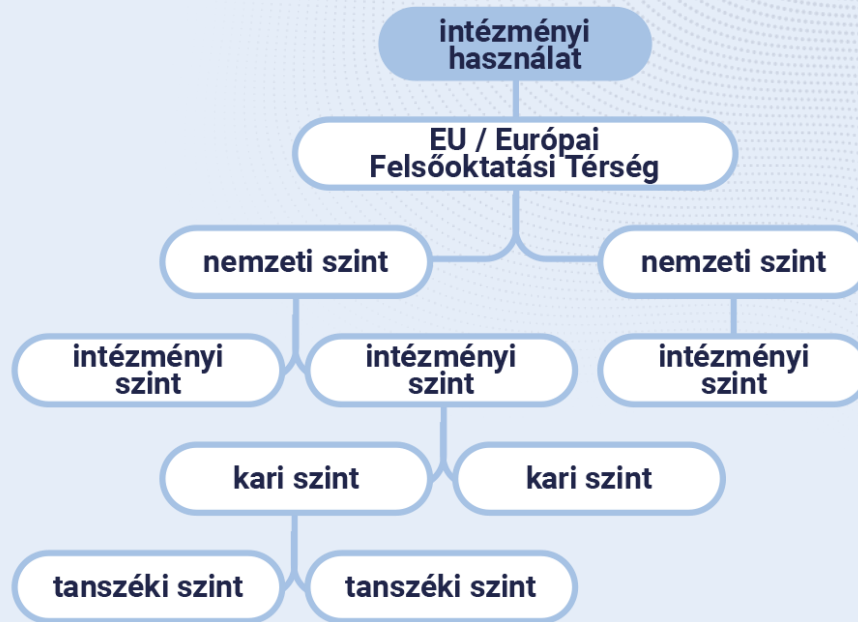 intézményi
használat
EU / Európai
Felsőoktatási Térség
nemzeti szint
nemzeti szint
intézményi
szint
intézményi
szint
intézményi
szint
kari szint
kari szint
tanszéki szint
tanszéki szint